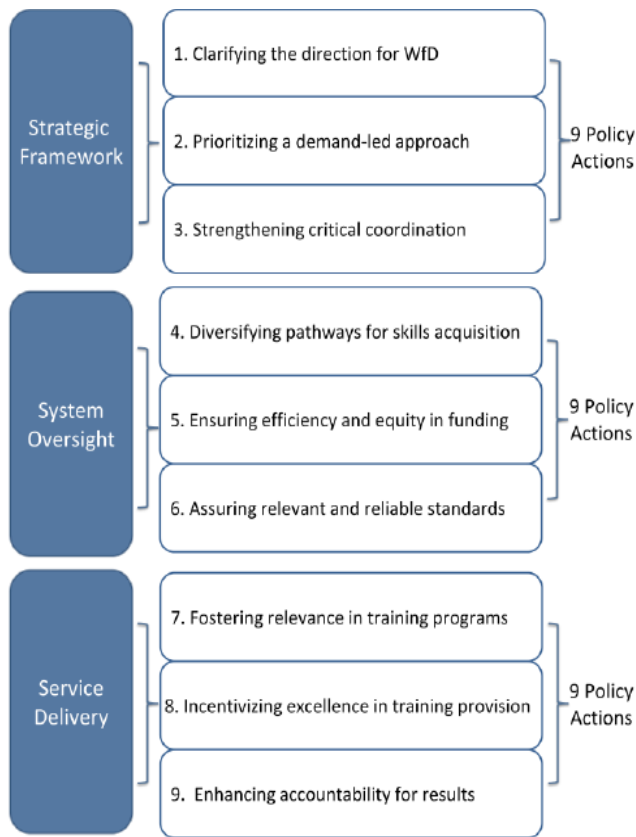 Strategic
Framework
1. Clarifying the direction for WfD
2. Prioritizing a demand-led approach
3. Strengthening critical coordination
9 Policy
Actions
System
Oversight
4. Diversifying pathways for skills acquisition
5. Ensuring efficiency and equity in funding
6. Assuring relevant and reliable standards
9 Policy
Actions
Service
Delivery
7. Fostering relevance in training programs
8. Incentivizing excellence in training provision
9. Enhancing accountability for results
9 Policy
Actions